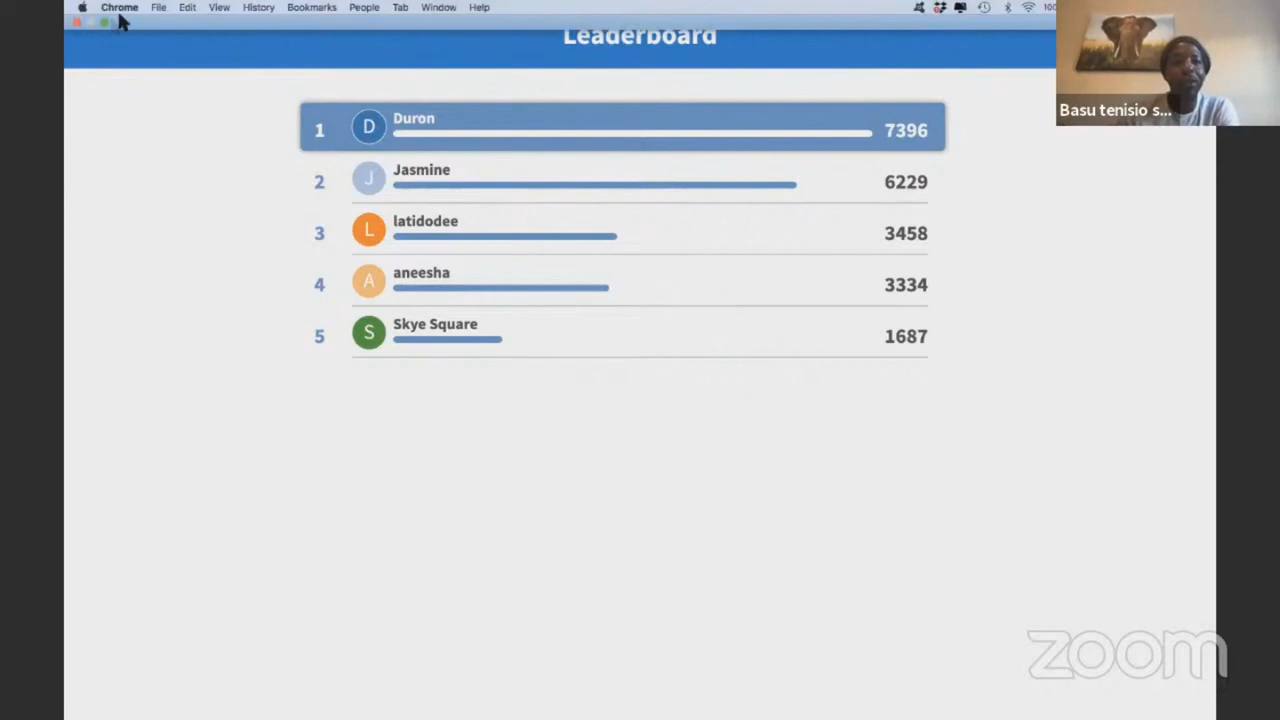 Chrome File Edit View History Bookmarks People Tab Window Help
Leaderboard
1 D Duron 7396
2 J Jasmine 6229
3 L latidodee 3458
4 A aneesha 3334
5 S Skye Square 1687
Basu tenisio s...
zoom